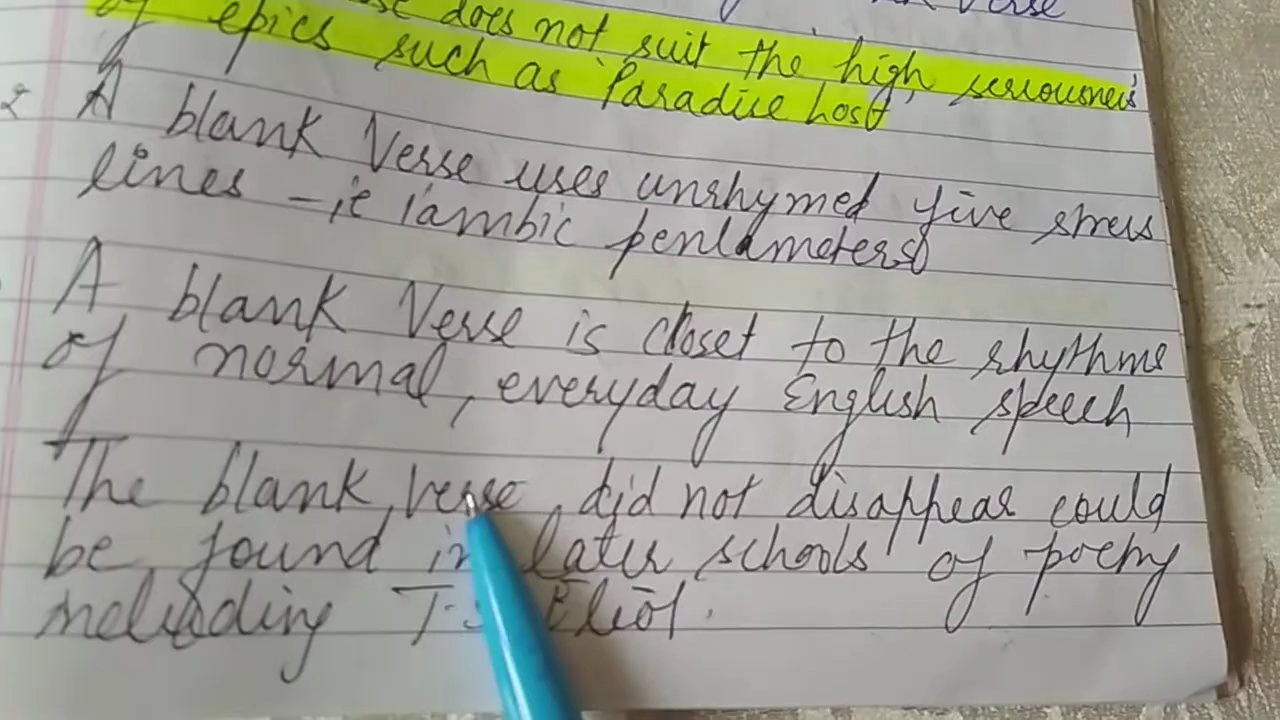 Verse
does not suit the high seriousness
of epics such as 'Paradise Lost'
A blank Verse uses unrhymed five stress
lines - ie iambic pentameters
A blank Verse is closet to the rhythms
of normal, everyday English speech
The blank verse, did not disappear could
be found in later schools of poetry
including T.S Eliot.